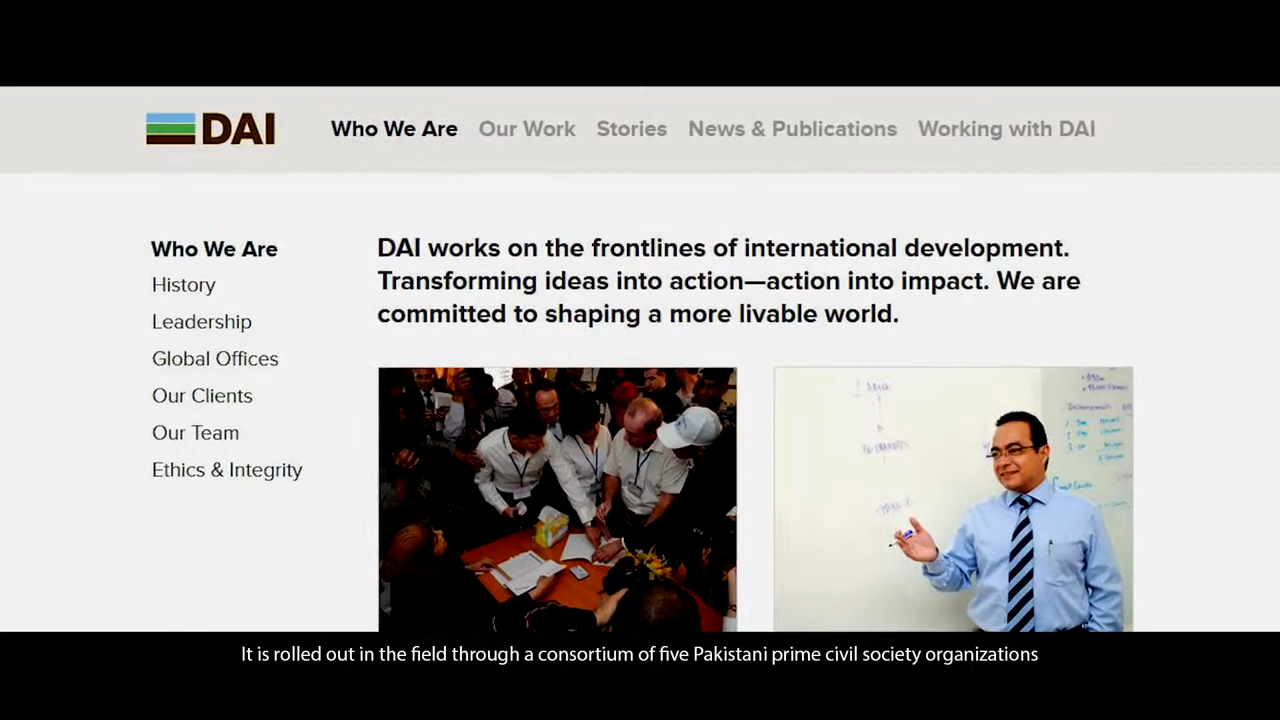 DAI
Who We Are
Our Work
Stories
News & Publications
Working with DAI
Who We Are
History
Leadership
Global Offices
Our Clients
Our Team
Ethics & Integrity
DAI works on the frontlines of international development.
Transforming ideas into action—action into impact. We are
committed to shaping a more livable world.
It is rolled out in the field through a consortium of five Pakistani prime civil society organizations